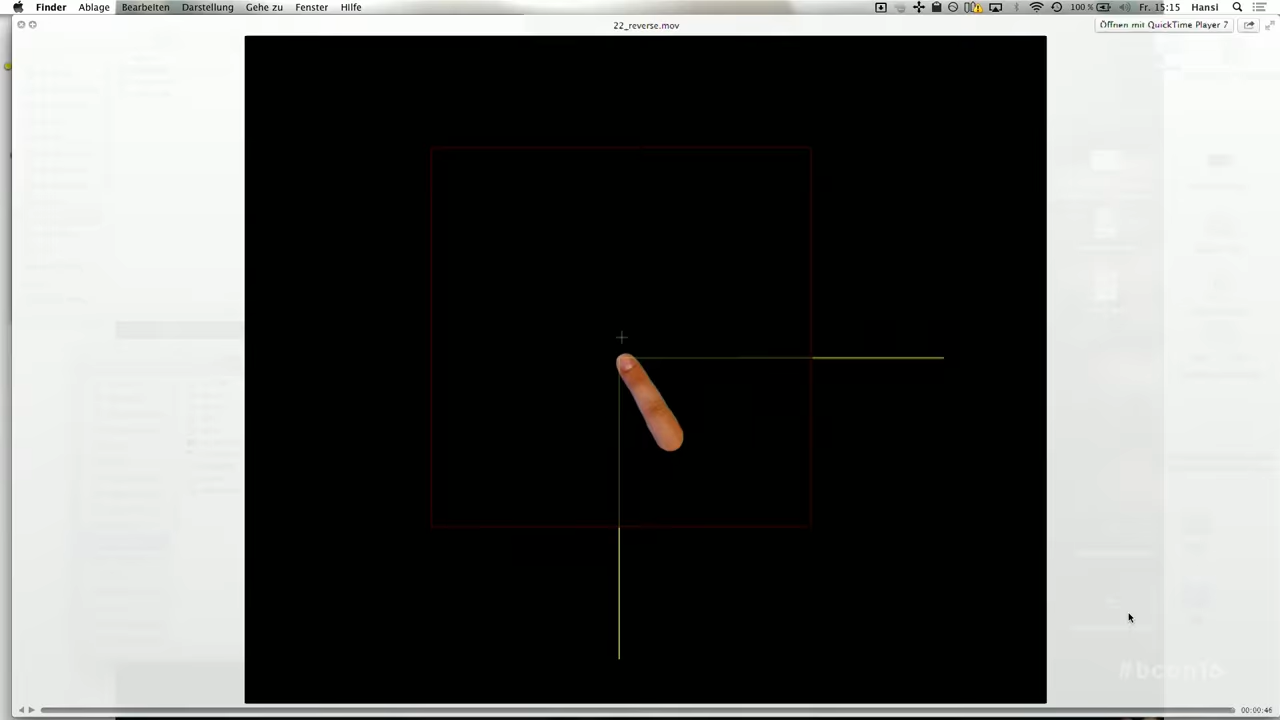 Finder Ablage Bearbeiten Darstellung Gehe zu Fenster Hilfe 100 % Fr. 15:15 Hansi
22_reverse.mov
Öffnen mit QuickTime Player 7
#bcon16
00:00:46